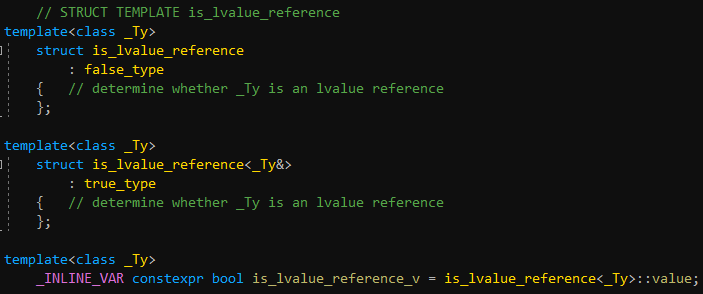 // STRUCT TEMPLATE is_lvalue_reference
template<class _Ty>
struct is_lvalue_reference
: false_type
{ // determine whether _Ty is an lvalue reference
};
template<class _Ty>
struct is_lvalue_reference<_Ty&>
: true_type
{ // determine whether _Ty is an lvalue reference
};
template<class _Ty>
_INLINE_VAR constexpr bool is_lvalue_reference_v = is_lvalue_reference<_Ty>::value;